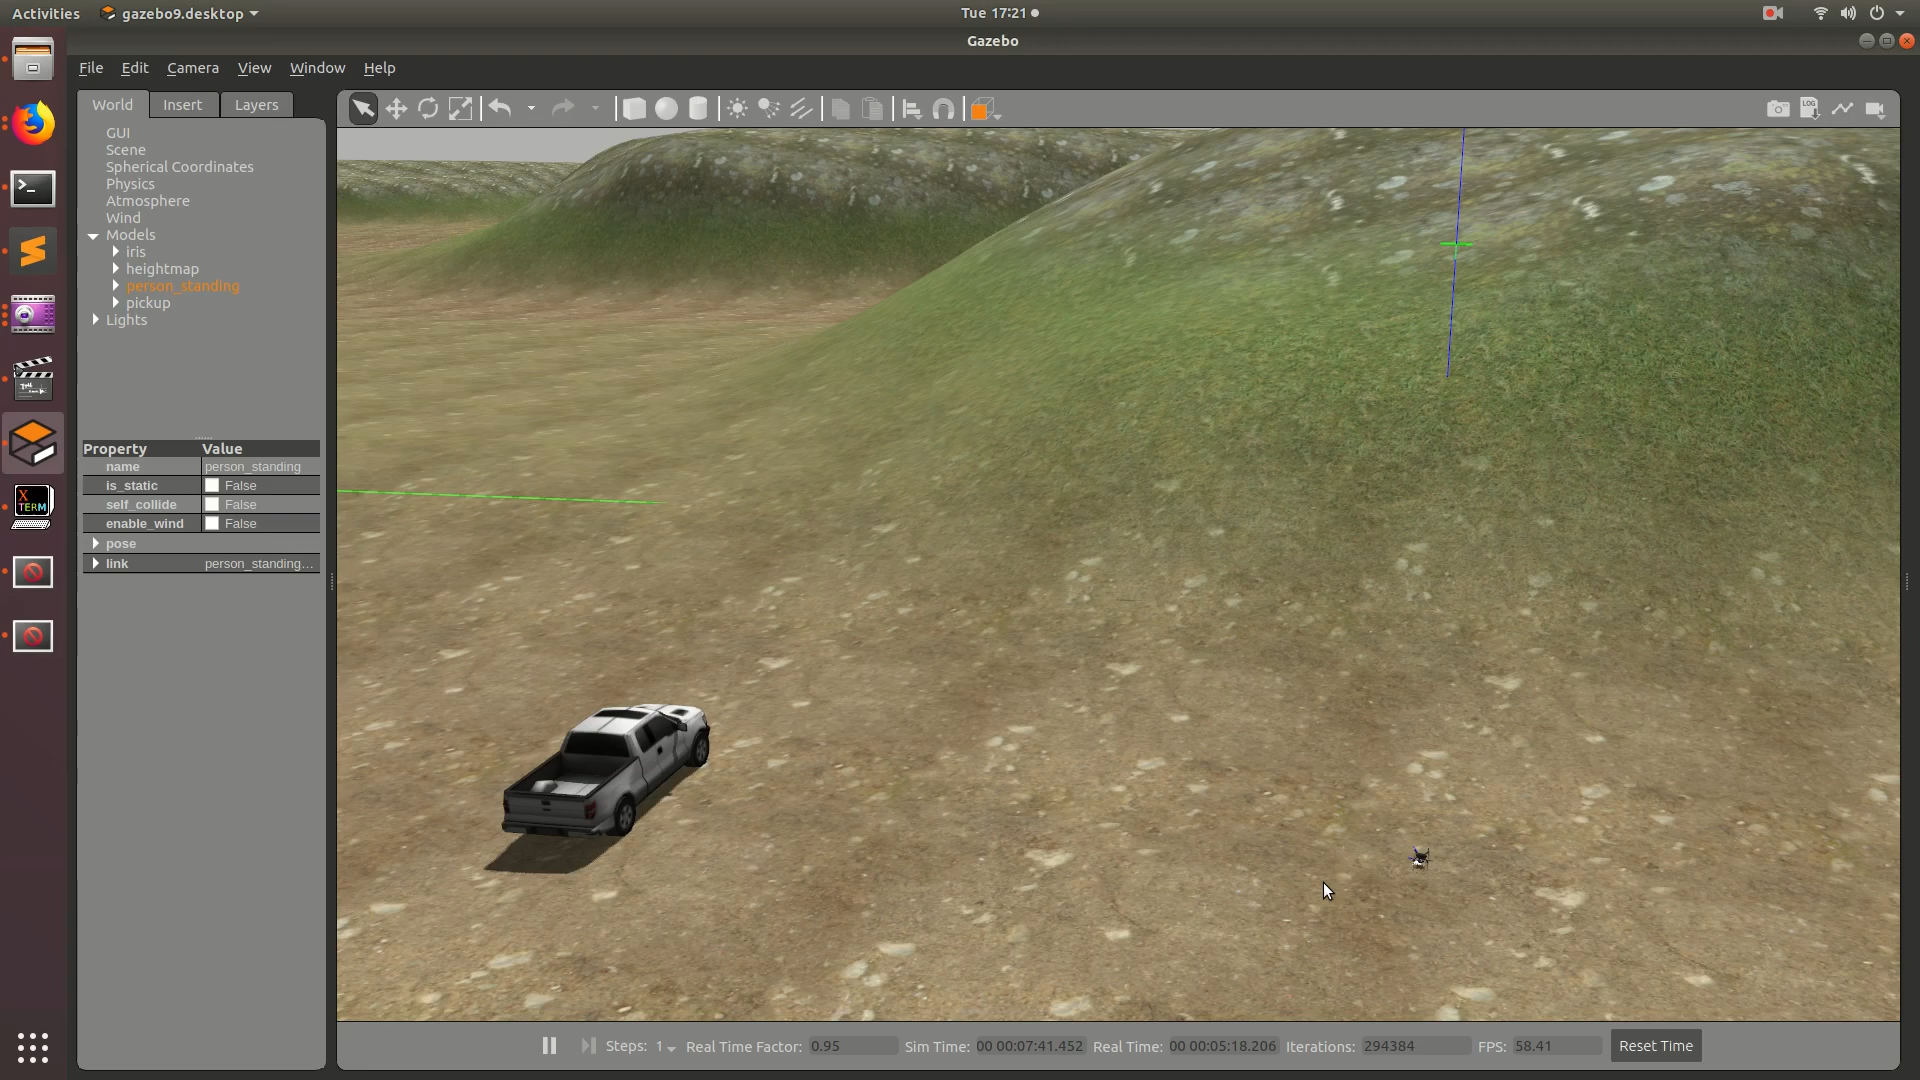 Activities gazebo9.desktop Tue 17:21
Gazebo
File Edit Camera View Window Help
World Insert Layers
GUI
Scene
Spherical Coordinates
Physics
Atmosphere
Wind
Models
iris
heightmap
person_standing
pickup
Lights
Property Value
name person_standing
is_static False
self_collide False
enable_wind False
pose
link person_standing...
LOG
>_
X
TERM
Steps: 1 Real Time Factor: 0.95 Sim Time: 00 00:07:41.452 Real Time: 00 00:05:18.206 Iterations: 294384 FPS: 58.41 Reset Time